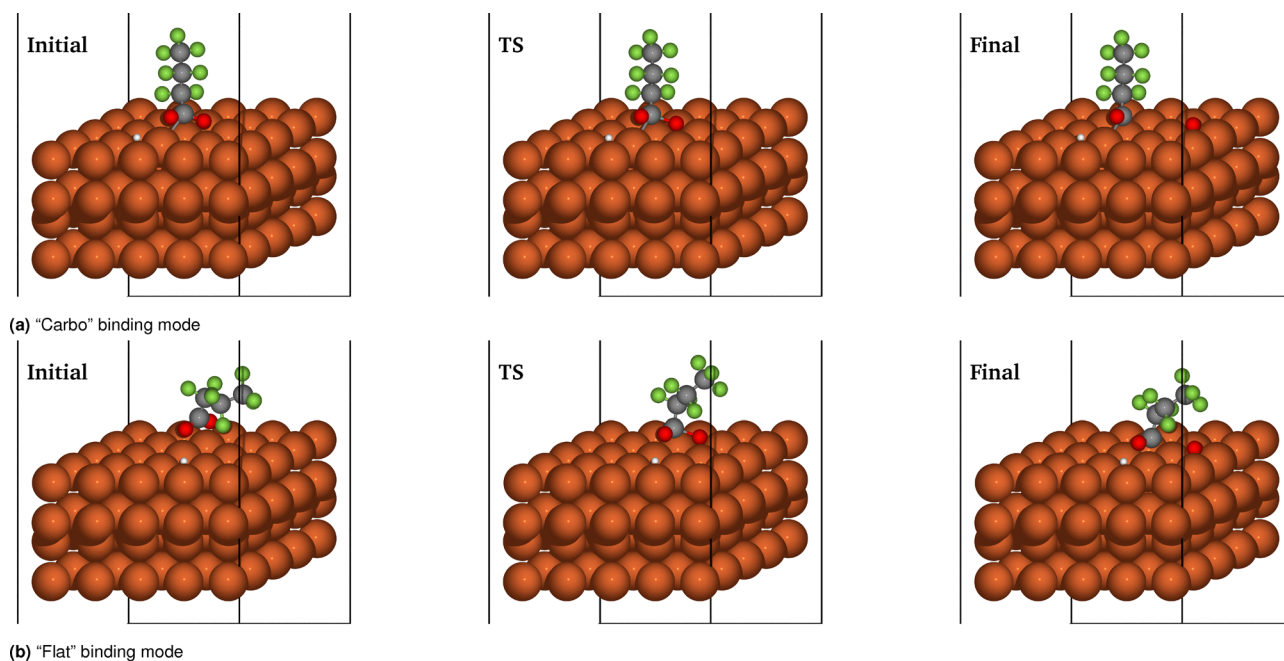 Initial
TS
Final
(a) “Carbo” binding mode
Initial
TS
Final
(b) “Flat” binding mode